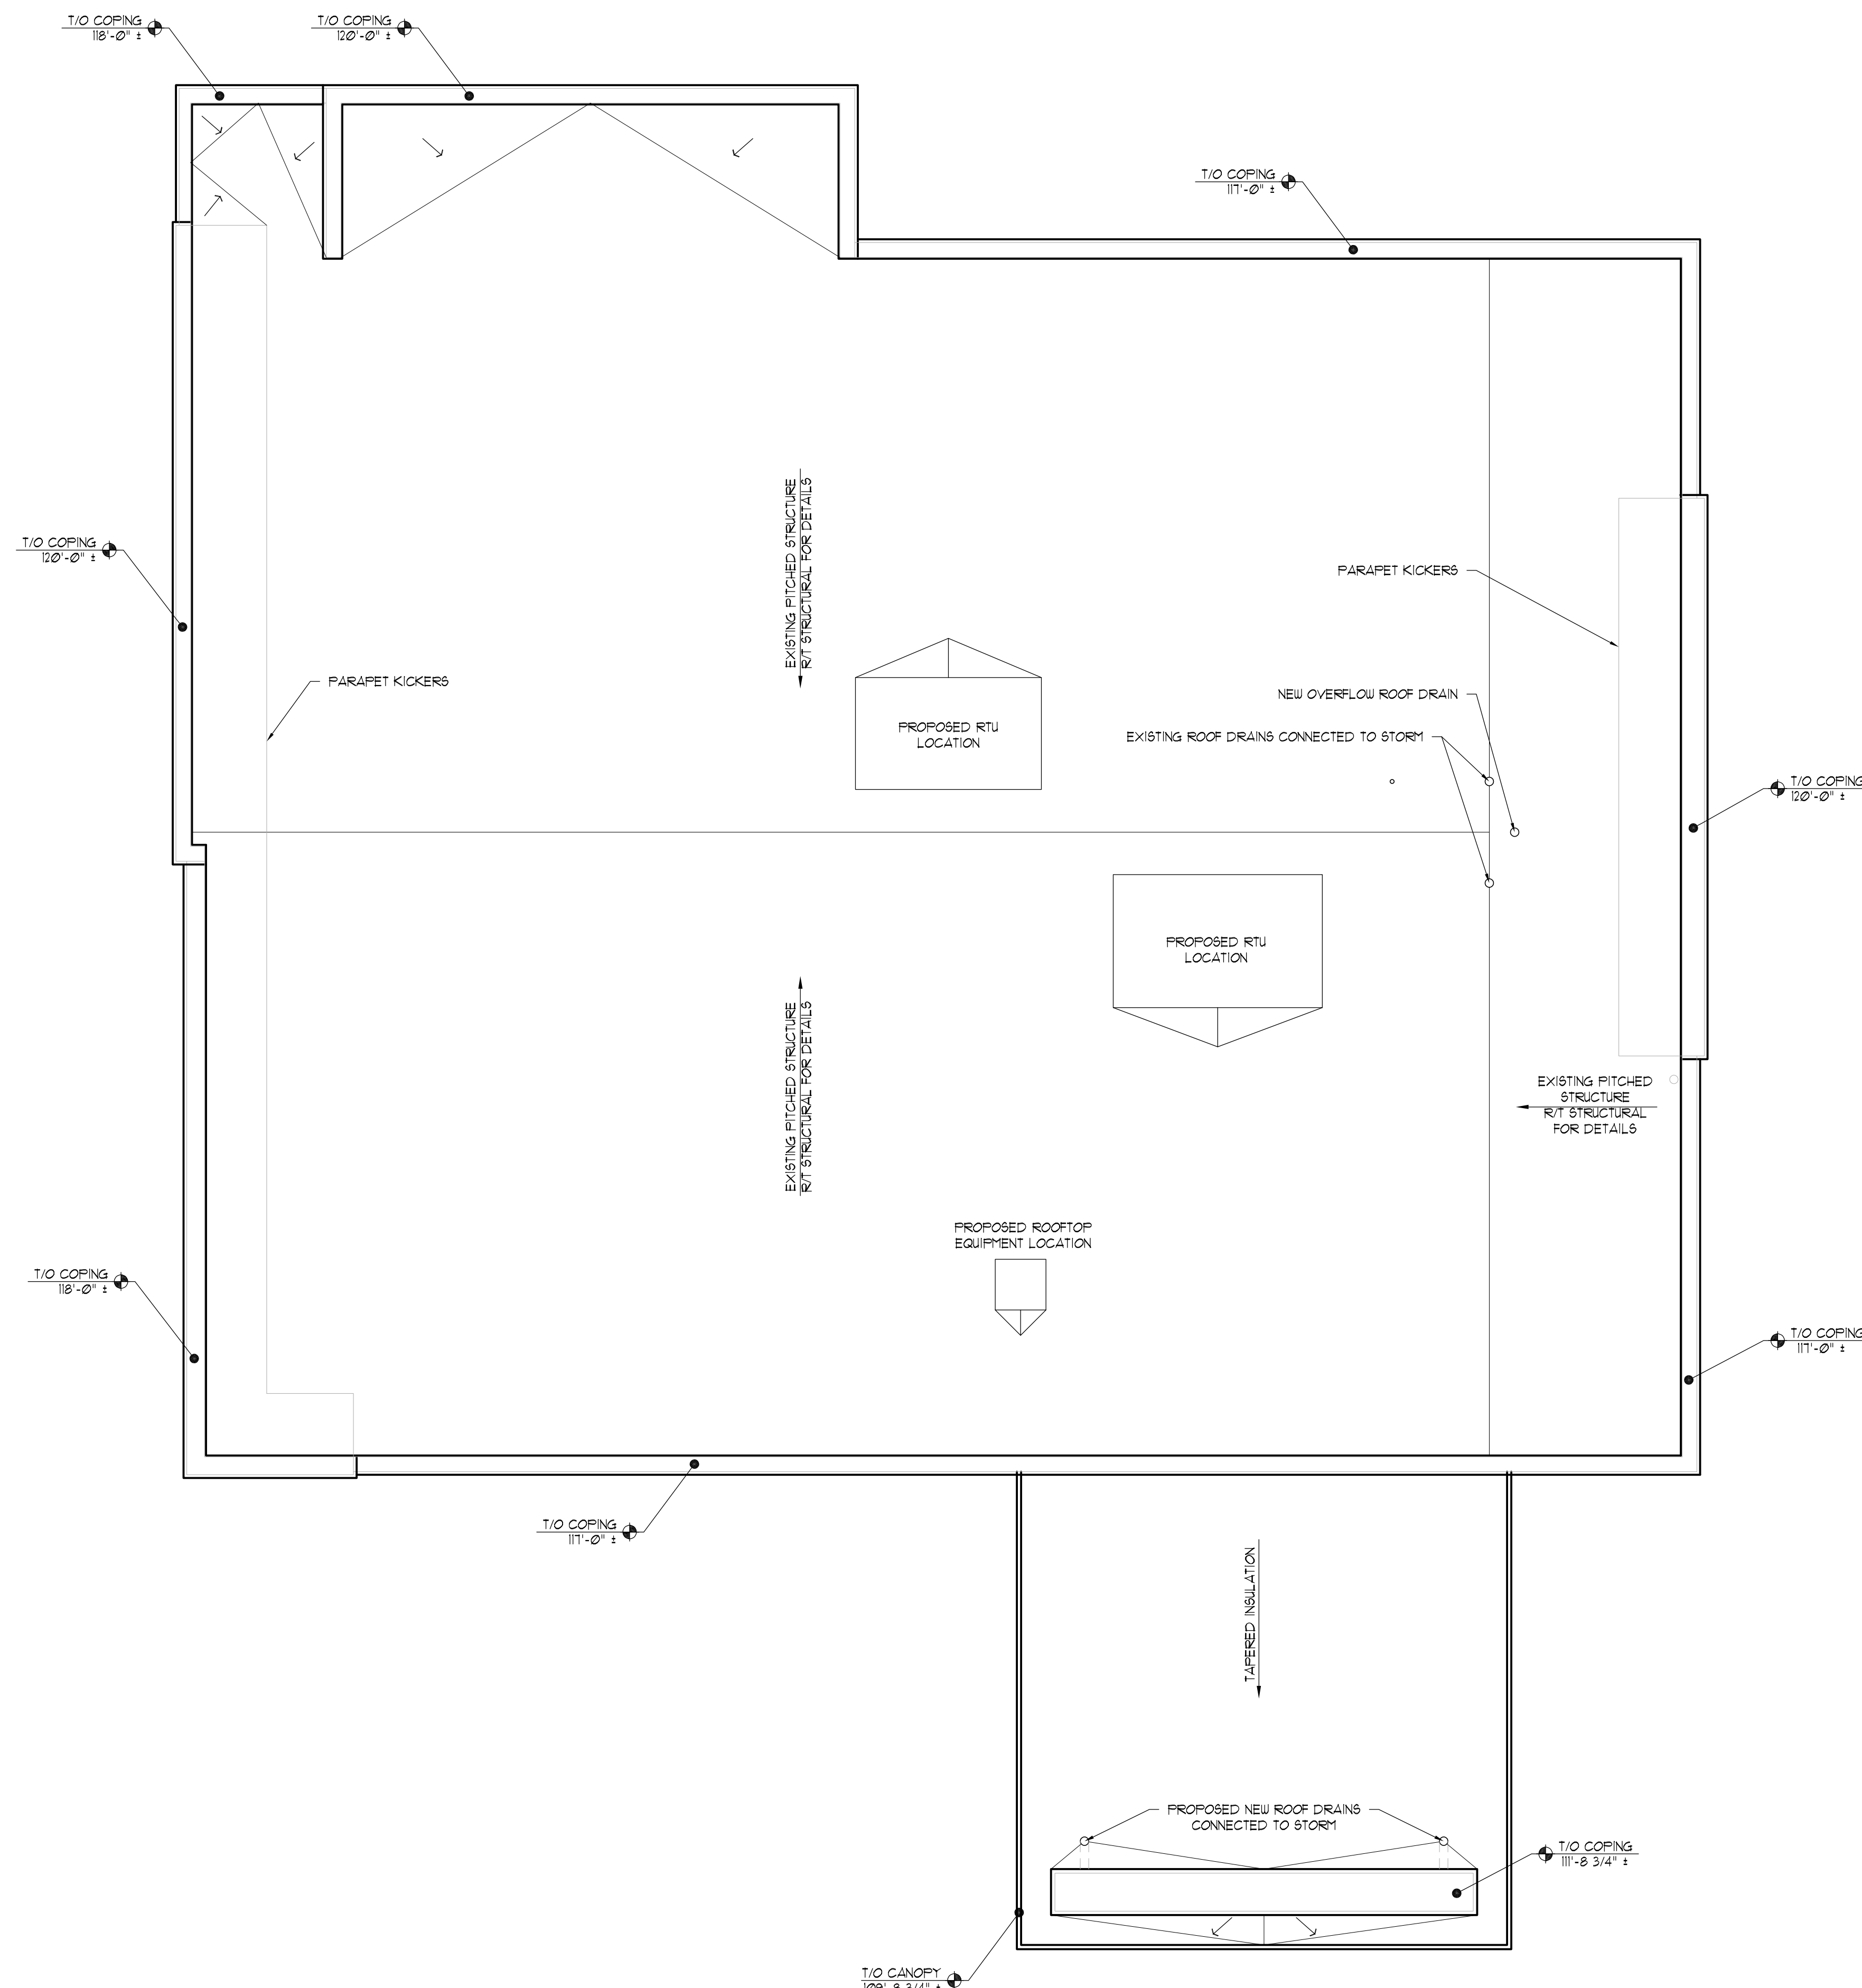 T/O COPING
118'-0" ±
T/O COPING
120'-0" ±
T/O COPING
117'-0" ±
EXISTING PITCHED STRUCTURE
R/T STRUCTURAL FOR DETAILS
T/O COPING
120'-0" ±
PARAPET KICKERS
PARAPET KICKERS
NEW OVERFLOW ROOF DRAIN
PROPOSED RTU
LOCATION
EXISTING ROOF DRAINS CONNECTED TO STORM
T/O COPING
120'-0" ±
PROPOSED RTU
LOCATION
EXISTING PITCHED STRUCTURE
R/T STRUCTURAL FOR DETAILS
EXISTING PITCHED
STRUCTURE
R/T STRUCTURAL
FOR DETAILS
PROPOSED ROOFTOP
EQUIPMENT LOCATION
T/O COPING
118'-0" ±
T/O COPING
117'-0" ±
T/O COPING
117'-0" ±
TAPERED INSULATION
PROPOSED NEW ROOF DRAINS
CONNECTED TO STORM
T/O COPING
111'-8 3/4" ±
T/O CANOPY
109'-8 3/4" ±